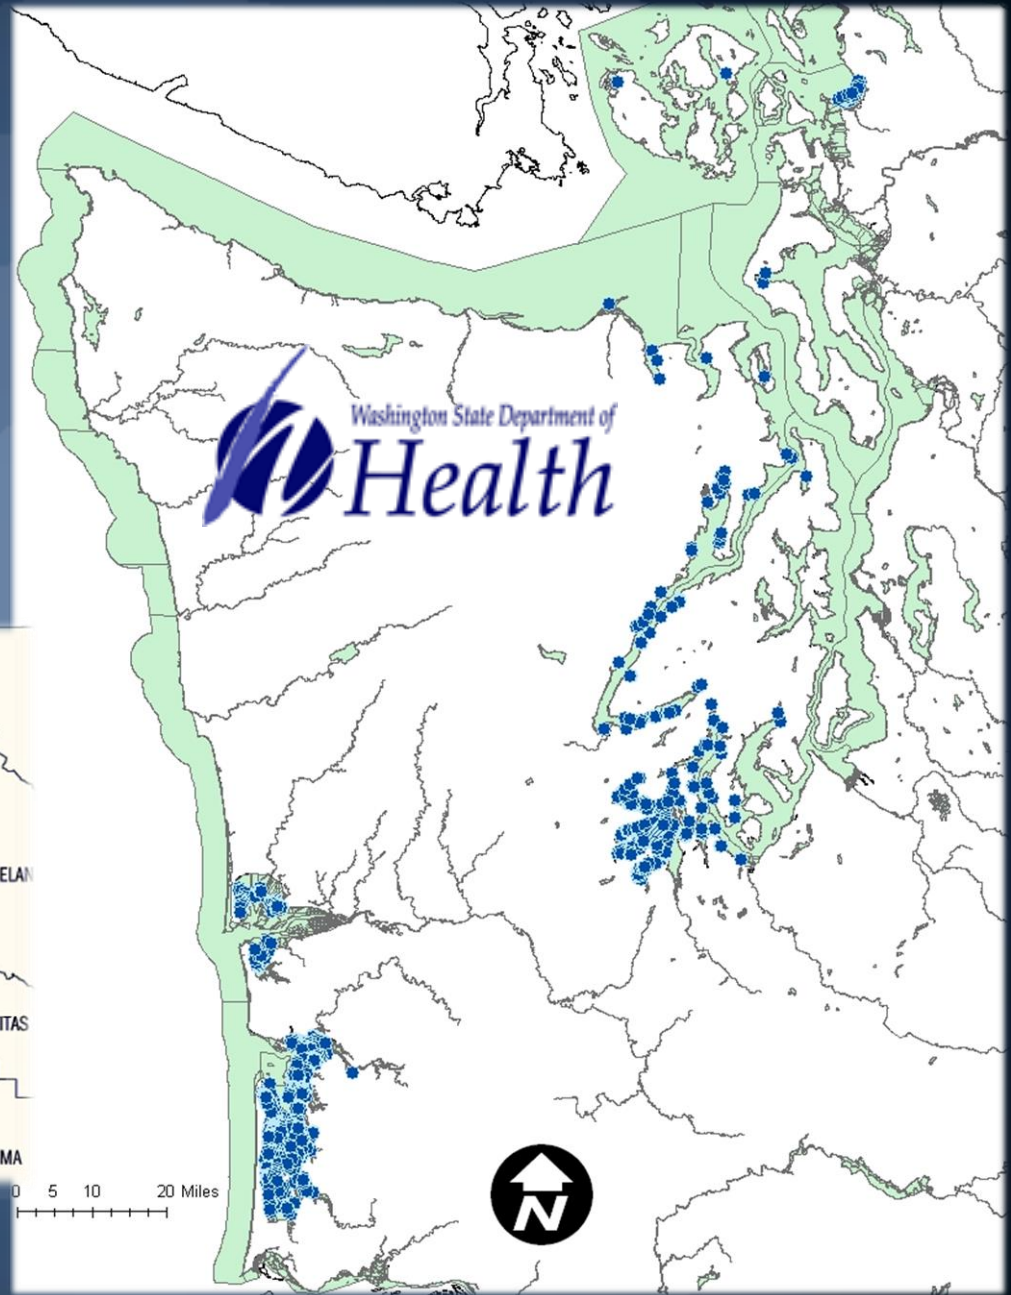 Washington State Department of
Health
ELAN
ITAS
MA
0 5 10 20 Miles
N